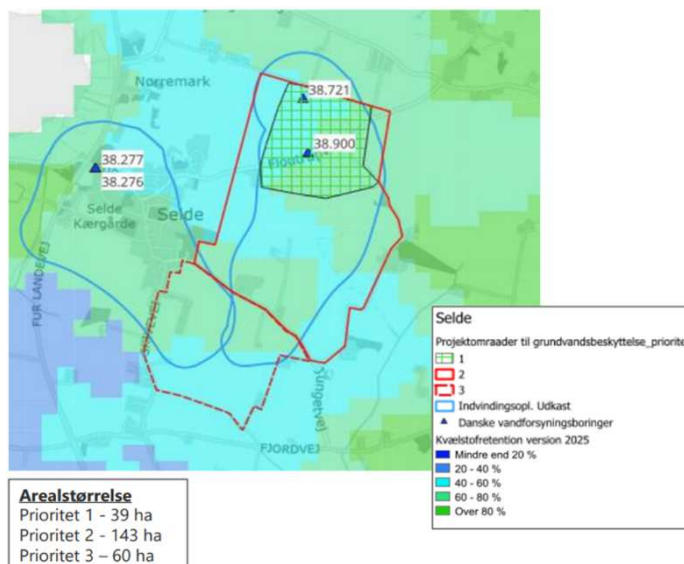 Nørremark
38.721
38.900
38.277
38.276
Selde
Kærgårde
Selde
FUR LANDEVEJ
FJORDVEJ
Selde
Projektomraader til grundvandsbeskyttelse_priorite
1
2
3
Indvindingsopl. Udkast
Danske vandforsyningsboringer
Kvælstofretention version 2025
Mindre end 20 %
20 - 40 %
40 - 60 %
60 - 80 %
Over 80 %
Arealstørrelse
Prioritet 1 - 39 ha
Prioritet 2 - 143 ha
Prioritet 3 – 60 ha